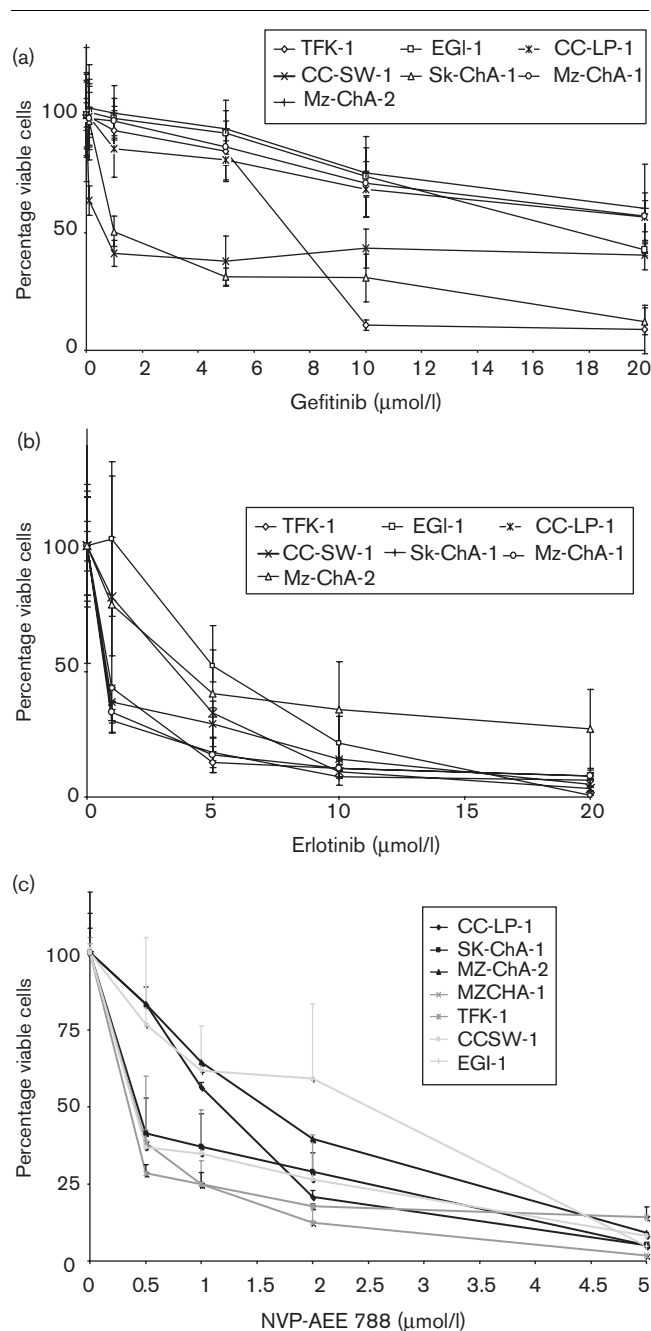 (a)
TFK-1 EGI-1 CC-LP-1
CC-SW-1 Sk-ChA-1 Mz-ChA-1
Mz-ChA-2
Percentage viable cells
100
50
0
0 2 4 6 8 10 12 14 16 18 20
Gefitinib (μmol/l)
(b)
TFK-1 EGI-1 CC-LP-1
CC-SW-1 Sk-ChA-1 Mz-ChA-1
Mz-ChA-2
Percentage viable cells
100
50
0
0 5 10 15 20
Erlotinib (μmol/l)
(c)
CC-LP-1
SK-ChA-1
MZ-ChA-2
MZCHA-1
TFK-1
CCSW-1
EGI-1
Percentage viable cells
100
75
50
25
0
0 0.5 1 1.5 2 2.5 3 3.5 4 4.5 5
NVP-AEE 788 (μmol/l)